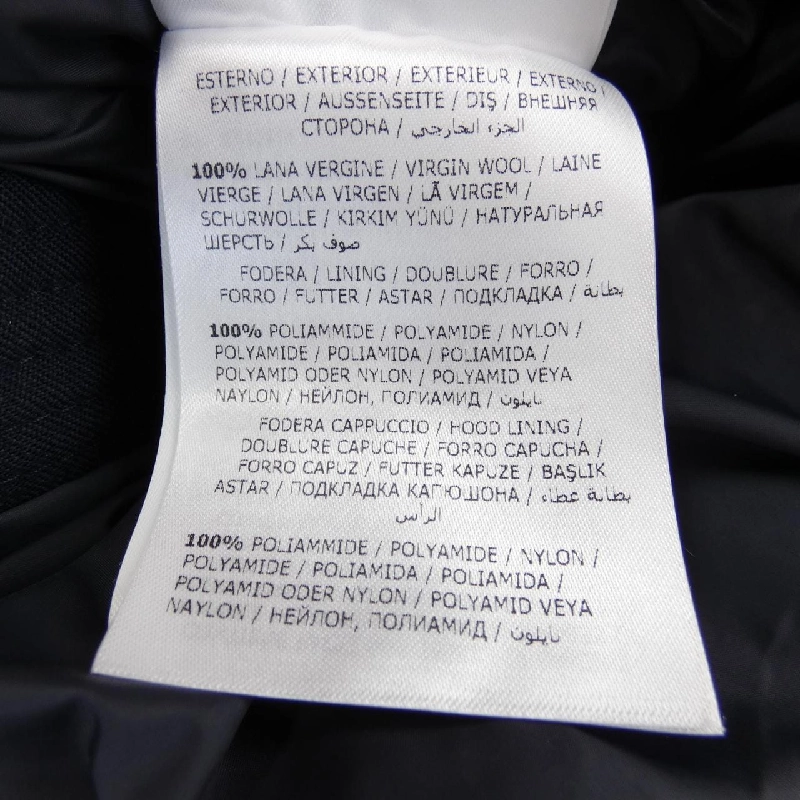 ESTERNO / EXTERIOR / EXTERIEUR / EXTERNO /
EXTERIOR / AUSSENSEITE / DIŞ / ВНЕШНЯЯ
СТОРОНА / الجزء الخارجي
100% LANA VERGINE / VIRGIN WOOL / LAINE
VIERGE / LANA VIRGEN / LÃ VIRGEM /
SCHURWOLLE / KIRKIM YÜNÜ / НАТУРАЛЬНАЯ
ШЕРСТЬ / صوف بكر
FODERA / LINING / DOUBLURE / FORRO /
FORRO / FUTTER / ASTAR / ПОДКЛАДКА / بطانة
100% POLIAMMIDE / POLYAMIDE / NYLON /
POLYAMIDE / POLIAMIDA / POLIAMIDA /
POLYAMID ODER NYLON / POLYAMID VEYA
NAYLON / НЕЙЛОН, ПОЛИАМИД / نايلون
FODERA CAPPUCCIO / HOOD LINING /
DOUBLURE CAPUCHE / FORRO CAPUCHA /
FORRO CAPUZ / FUTTER KAPUZE / BAŞLIK
ASTAR / ПОДКЛАДКА КАПЮШОНА / بطانة غطاء
الرأس
100% POLIAMMIDE / POLYAMIDE / NYLON /
POLYAMIDE / POLIAMIDA / POLIAMIDA /
POLYAMID ODER NYLON / POLYAMID VEYA
NAYLON / НЕЙЛОН, ПОЛИАМИД / نايلون